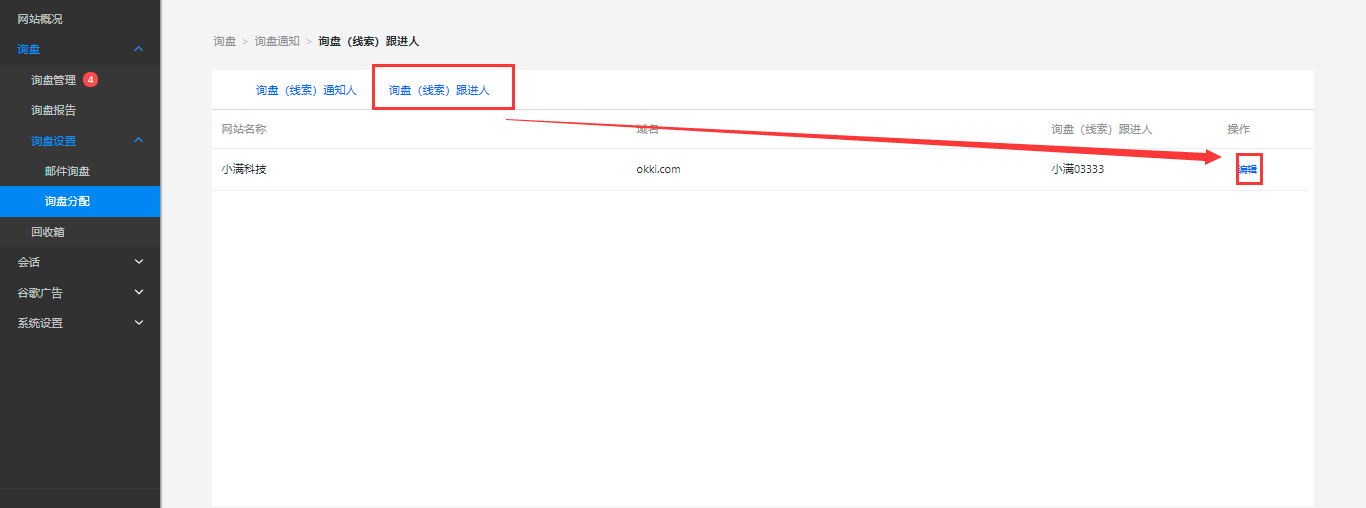 网站概况
询盘
询盘管理 4
询盘报告
询盘设置
邮件询盘
询盘分配
回收箱
会话
谷歌广告
系统设置
询盘 > 询盘通知 > 询盘（线索）跟进人
询盘（线索）通知人 询盘（线索）跟进人
网站名称 域名 询盘（线索）跟进人 操作
小满科技 okki.com 小满03333 编辑